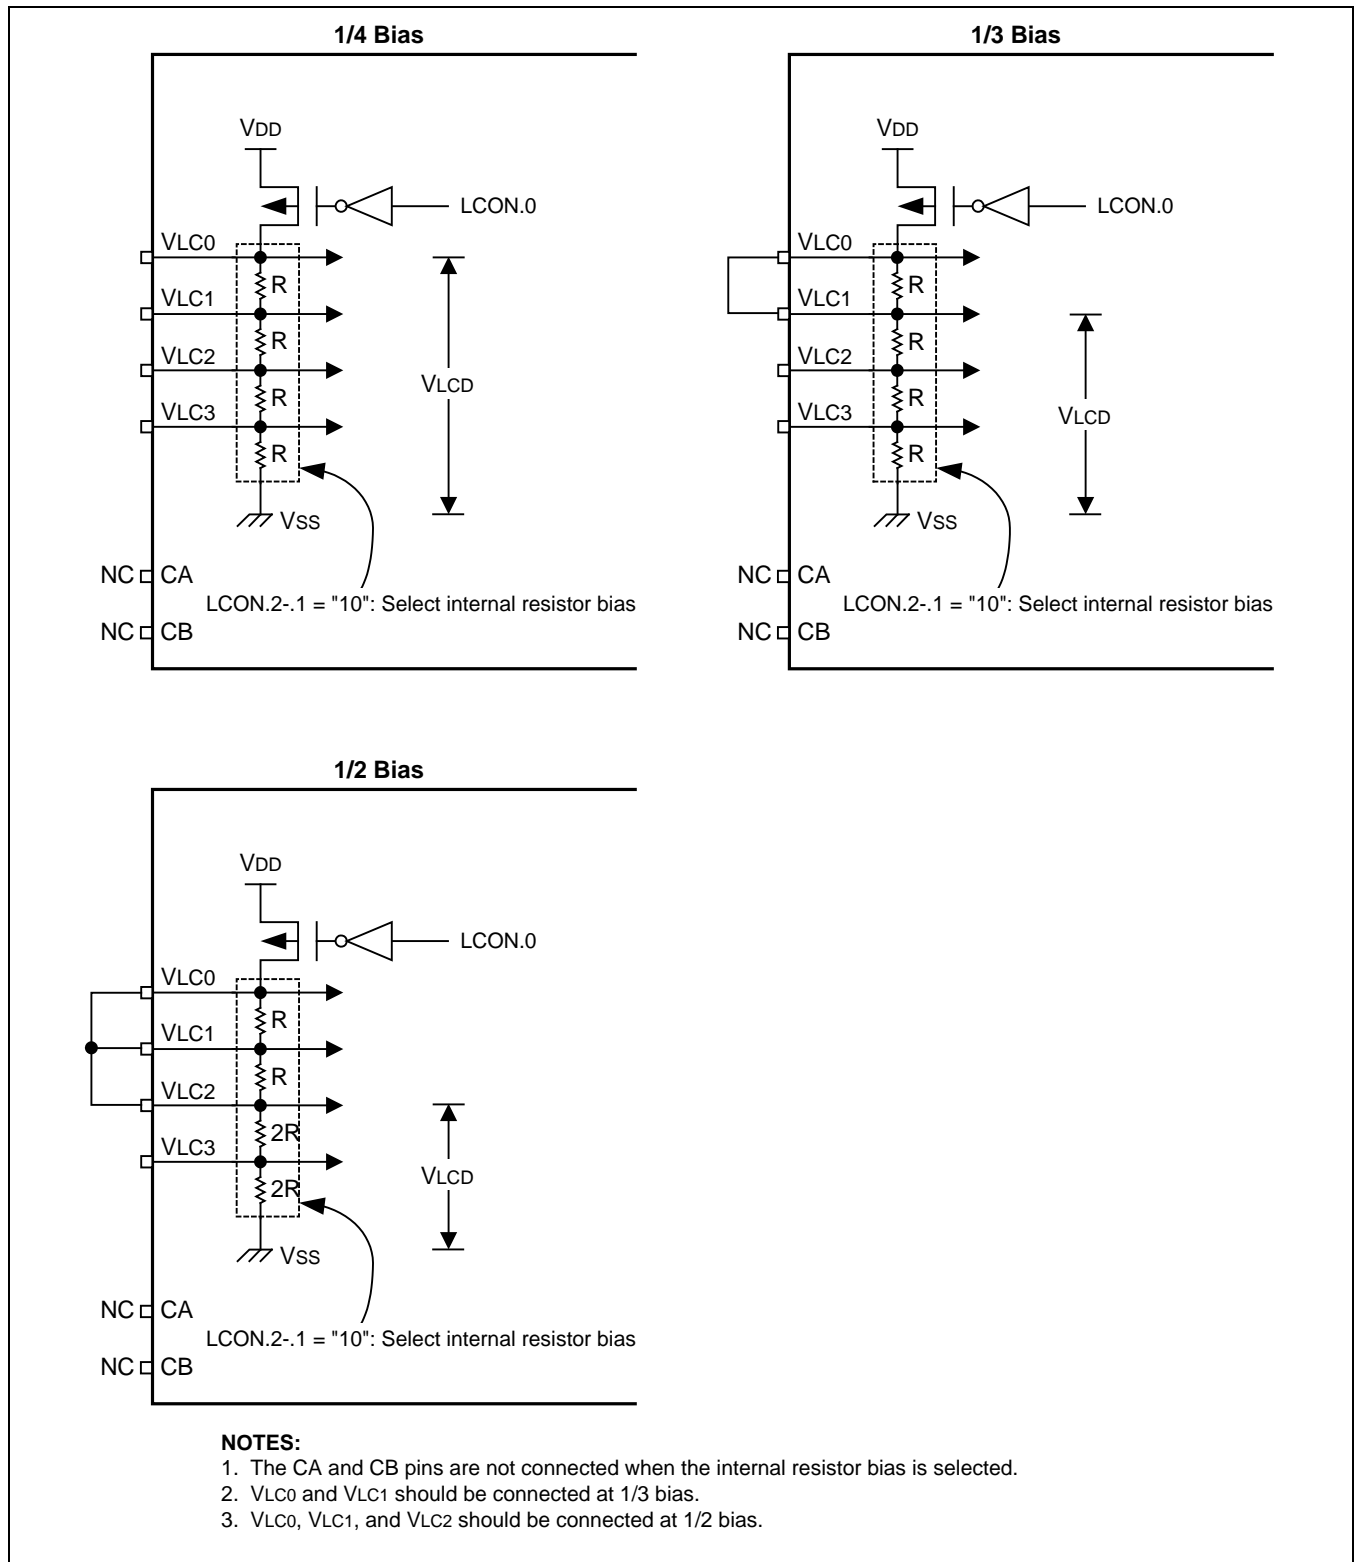 1/4 Bias
VDD
LCON.0
VLC0
R
VLC1
R
VLC2
R
VLCD
VLC3
R
VSS
NC CA
LCON.2-.1 = "10": Select internal resistor bias
NC CB
1/3 Bias
VDD
LCON.0
VLC0
R
VLC1
R
VLC2
R
VLCD
VLC3
R
VSS
NC CA
LCON.2-.1 = "10": Select internal resistor bias
NC CB
1/2 Bias
VDD
LCON.0
VLC0
R
VLC1
R
VLC2
2R
VLC3
VLCD
2R
VSS
NC CA
LCON.2-.1 = "10": Select internal resistor bias
NC CB
NOTES:
1. The CA and CB pins are not connected when the internal resistor bias is selected.
2. VLC0 and VLC1 should be connected at 1/3 bias.
3. VLC0, VLC1, and VLC2 should be connected at 1/2 bias.